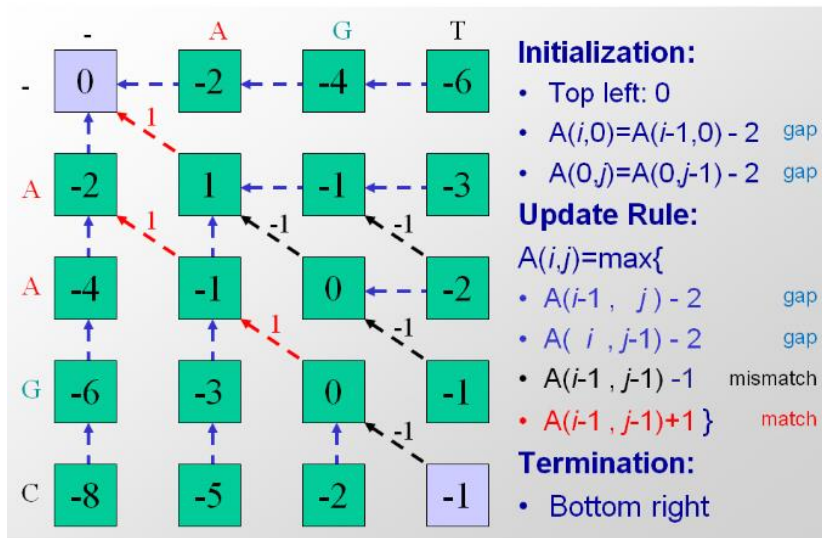 - A G T
- 0 -2 -4 -6
1
A -2 1 -1 -3
1 -1 -1
A -4 -1 0 -2
1 -1
G -6 -3 0 -1
-1
C -8 -5 -2 -1
Initialization:
• Top left: 0
• A(i,0)=A(i-1,0) - 2 gap
• A(0,j)=A(0,j-1) - 2 gap
Update Rule:
A(i,j)=max{
• A(i-1 , j ) - 2 gap
• A( i , j-1) - 2 gap
• A(i-1 , j-1) -1 mismatch
• A(i-1 , j-1)+1 } match
Termination:
• Bottom right